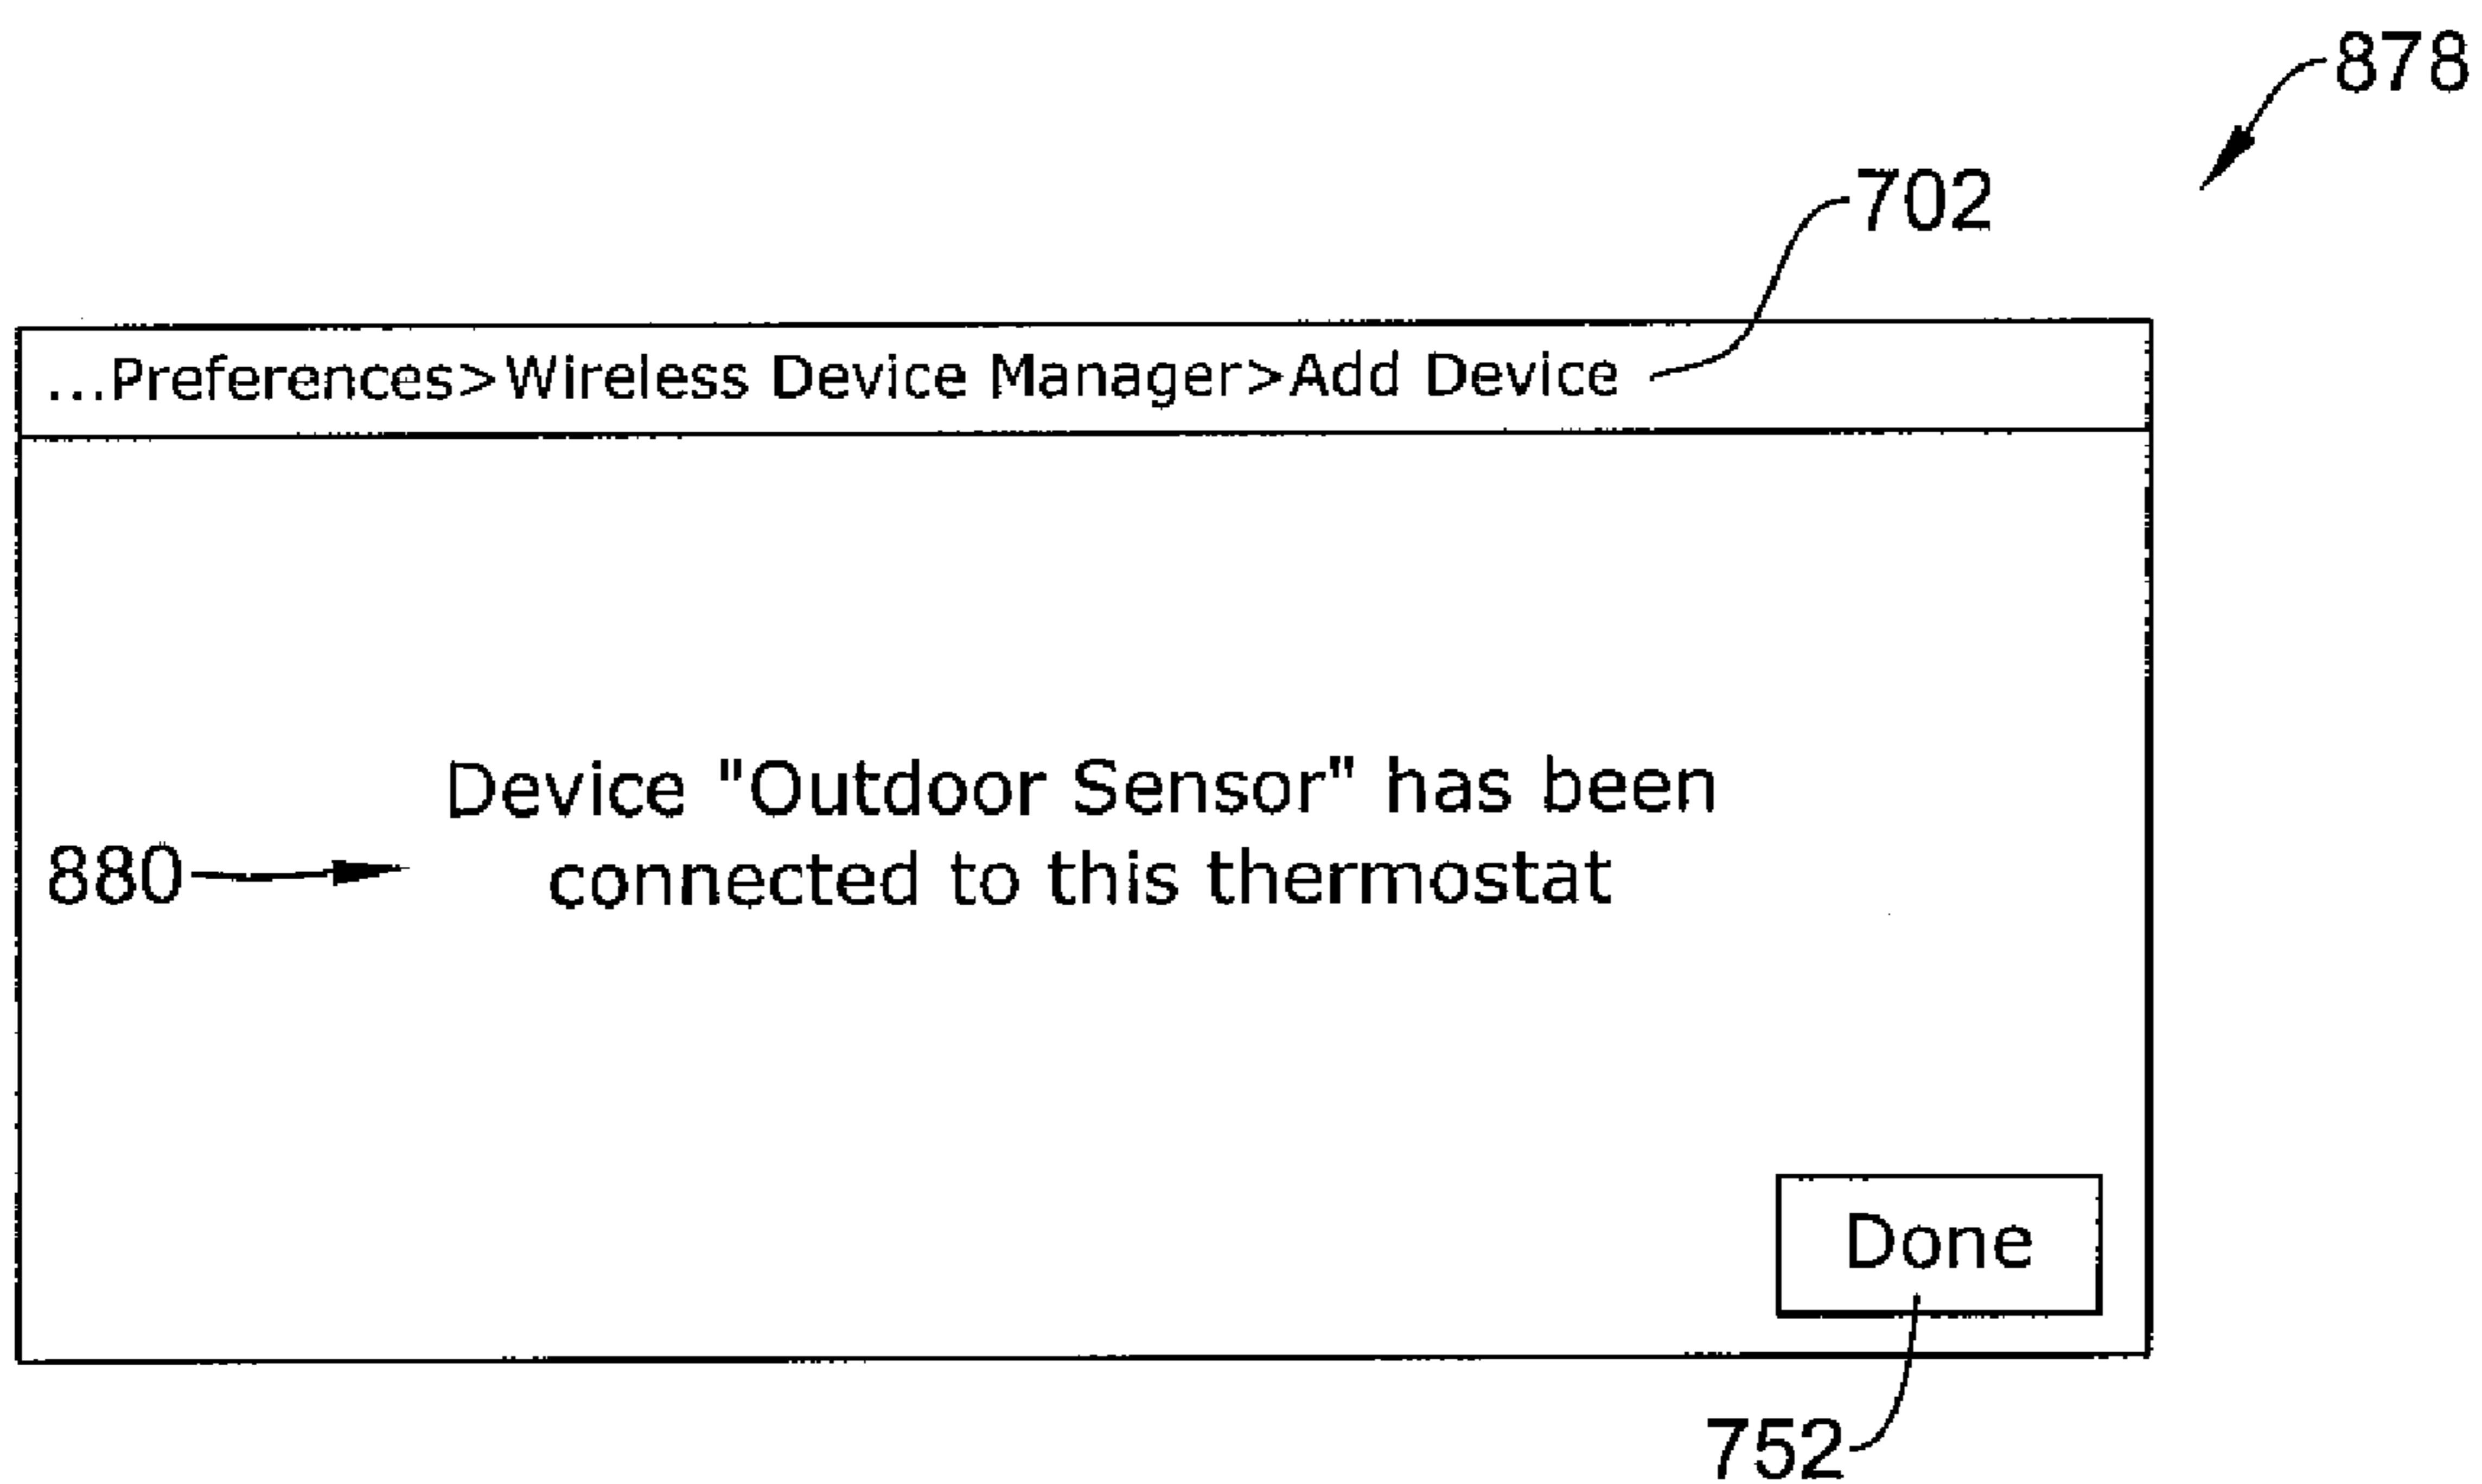 878
702
...Preferences>Wireless Device Manager>Add Device
Device "Outdoor Sensor" has been
880
connected to this thermostat
Done
752